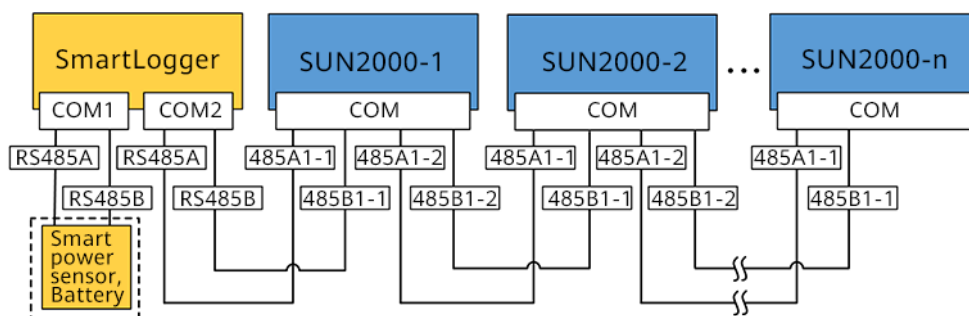 SmartLogger
SUN2000-1
SUN2000-2
...
SUN2000-n
COM1
COM2
COM
COM
COM
RS485A
RS485A
485A1-1
485A1-2
485A1-1
485A1-2
485A1-1
RS485B
RS485B
485B1-1
485B1-2
485B1-1
485B1-2
485B1-1
Smart
power
sensor,
Battery